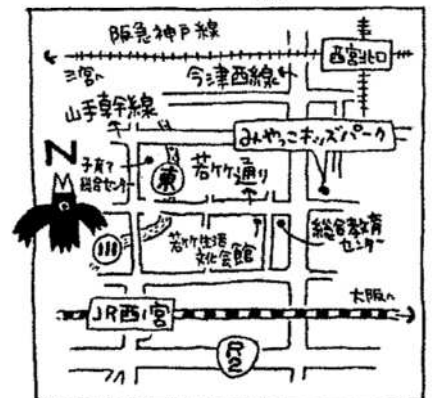 阪急神戸線
西宮北口
三宮へ
今津西線
山手幹線
みやっこキッズパーク
N
子育て
総合センター
東
若竹通り
川
若竹生活
文化会館
総合教育
センター
大阪へ
JR西ノ宮
R
2